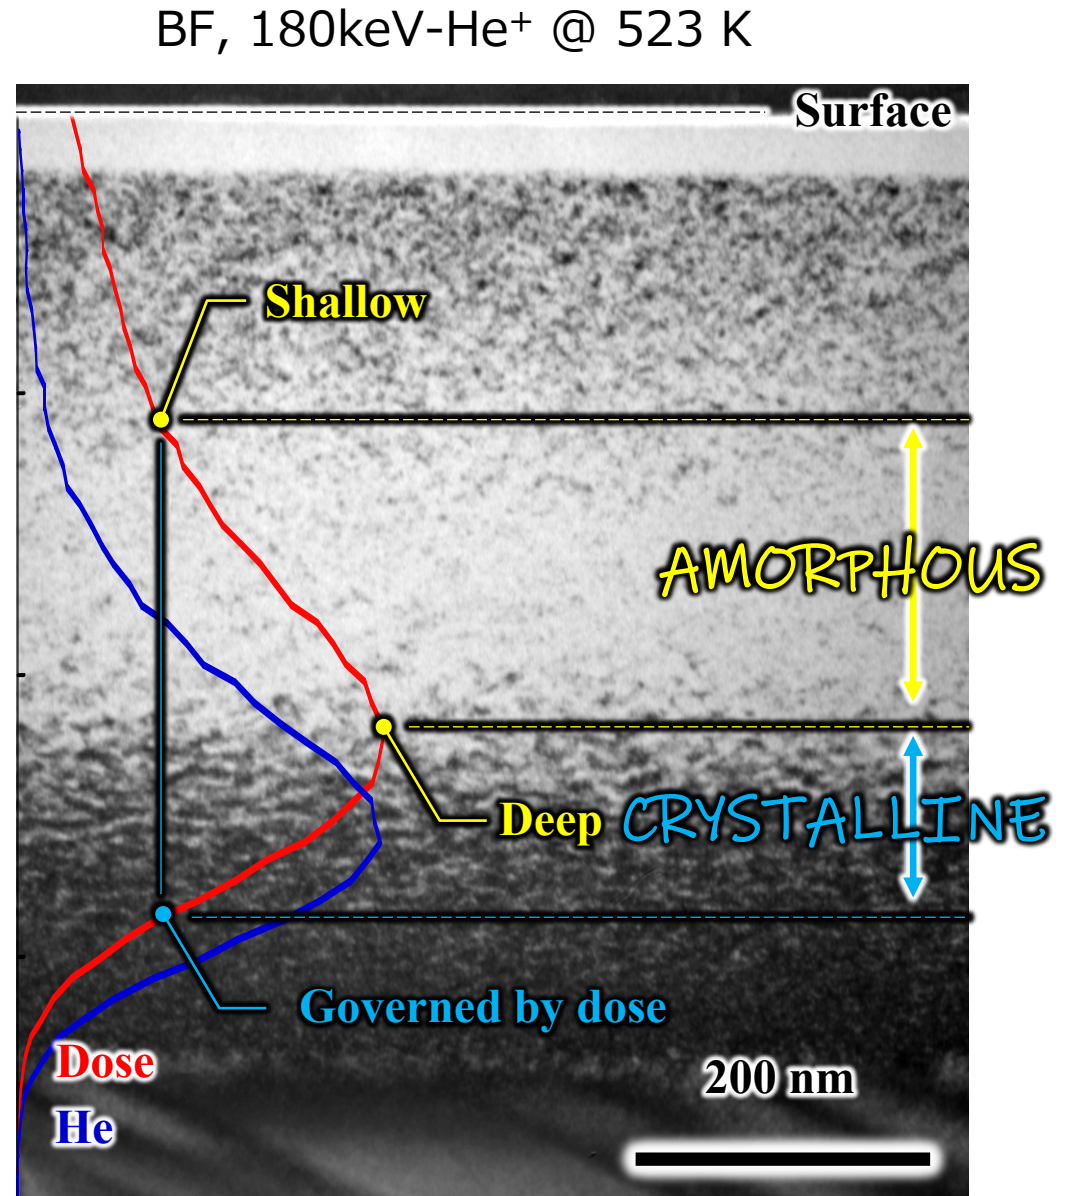 BF, 180keV-He⁺ @ 523 K
Surface
Shallow
AMORPHOUS
Deep
CRYSTALLINE
Governed by dose
Dose
200 nm
He